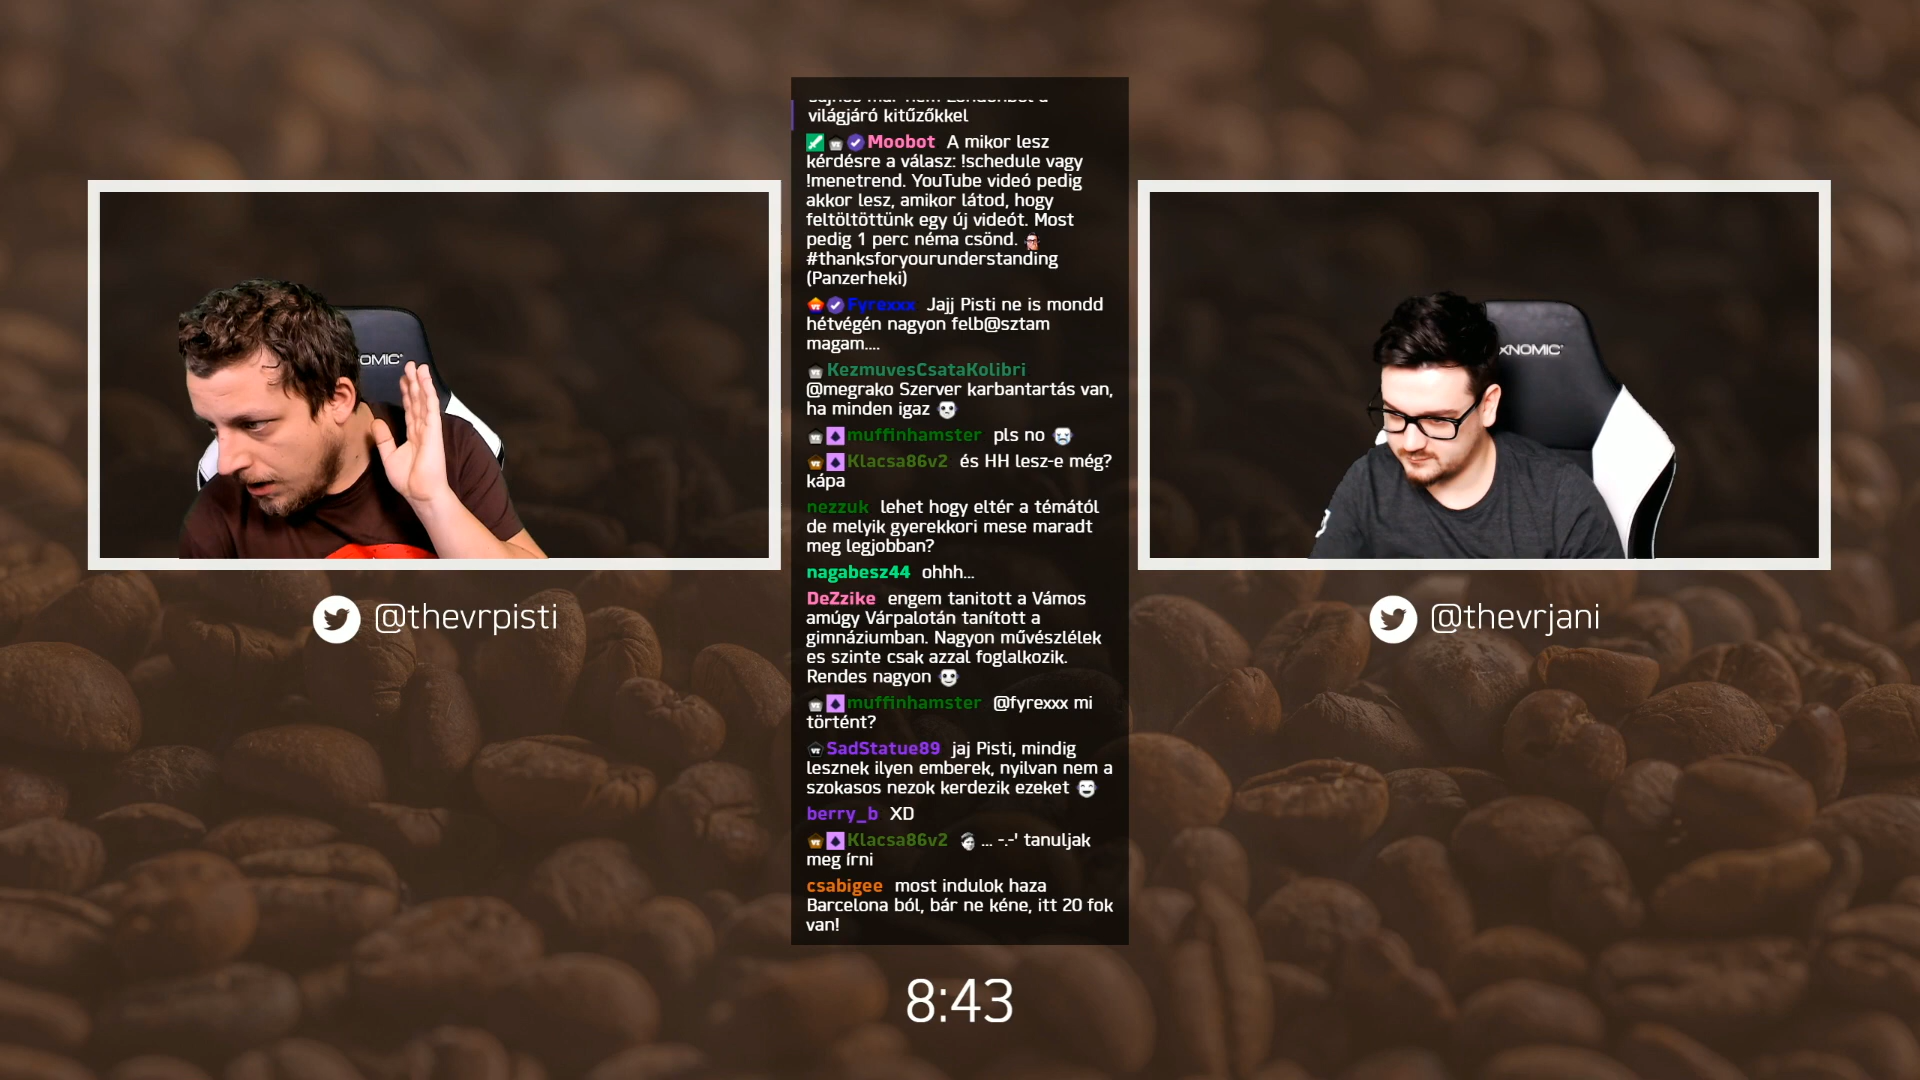 világjáró kitűzőkkel
Moobot A mikor lesz
kérdésre a válasz: !schedule vagy
!menetrend. YouTube videó pedig
akkor lesz, amikor látod, hogy
feltöltöttünk egy új videót. Most
pedig 1 perc néma csönd.
#thanksforyourunderstanding
(Panzerheki)
Fyrexxx Jajj Pisti ne is mondd
hétvégén nagyon felb@sztam
magam....
KezmuvesCsataKolibri
@megrako Szerver karbantartás van,
ha minden igaz
muffinhamster pls no
Klacsa86v2 és HH lesz-e még?
kápa
nezzuk lehet hogy eltér a témától
de melyik gyerekkori mese maradt
meg legjobban?
nagabesz44 ohhh...
DeZzike engem tanitott a Vámos
amúgy Várpalotán tanított a
gimnáziumban. Nagyon művészlélek
es szinte csak azzal foglalkozik.
Rendes nagyon
muffinhamster @fyrexxx mi
történt?
SadStatue89 jaj Pisti, mindig
lesznek ilyen emberek, nyilvan nem a
szokasos nezok kerdezik ezeket
berry_b XD
Klacsa86v2 ... -.-' tanuljak
meg írni
csabigee most indulok haza
Barcelona ból, bár ne kéne, itt 20 fok
van!
8:43
OMIC
@thevrpisti
XNOMIC
@thevrjani